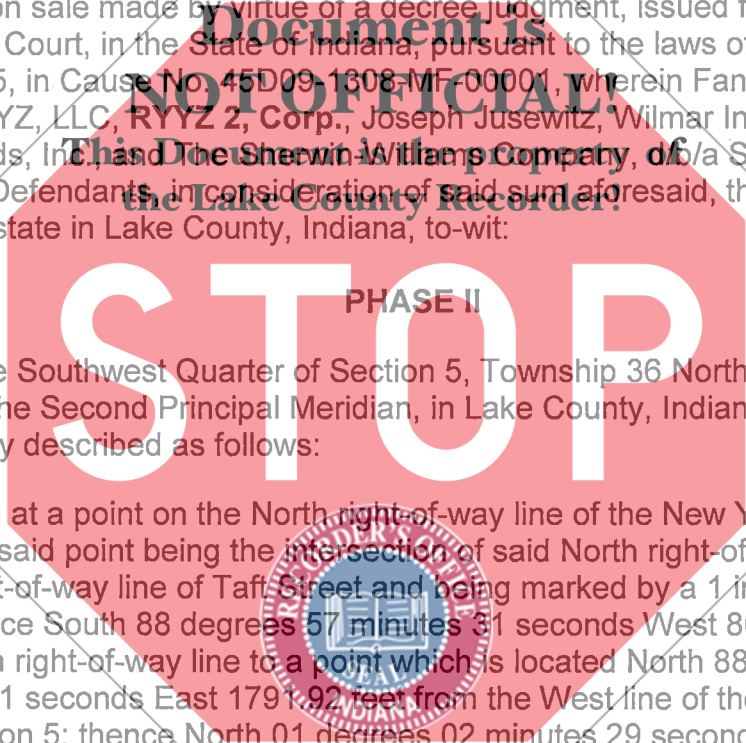 on sale made by virtue of a decree judgment, issued
Document is
Court, in the State of Indiana, pursuant to the laws of
5, in Cause No. 45D09-1308-MF-00001, wherein Fan
NOT OFFICIAL!
YZ, LLC, RYYZ 2, Corp., Joseph Jusewitz, Wilmar In
ds, Inc., and The Sherwin-Williams Company, d/b/a S
This Document is the property of
Defendants, in consideration of said sum aforesaid, th
the Lake County Recorder!
state in Lake County, Indiana, to-wit:
STOP
PHASE II
e Southwest Quarter of Section 5, Township 36 North
he Second Principal Meridian, in Lake County, Indian
y described as follows:
at a point on the North right-of-way line of the New Y
said point being the intersection of said North right-of
-of-way line of Taft Street and being marked by a 1 i
ce South 88 degrees 57 minutes 31 seconds West 8
right-of-way line to a point which is located North 88
1 seconds East 1791.92 feet from the West line of the
on 5; thence North 01 degrees 02 minutes 29 second
RECORDER'S OFFICE
SEAL
INDIANA